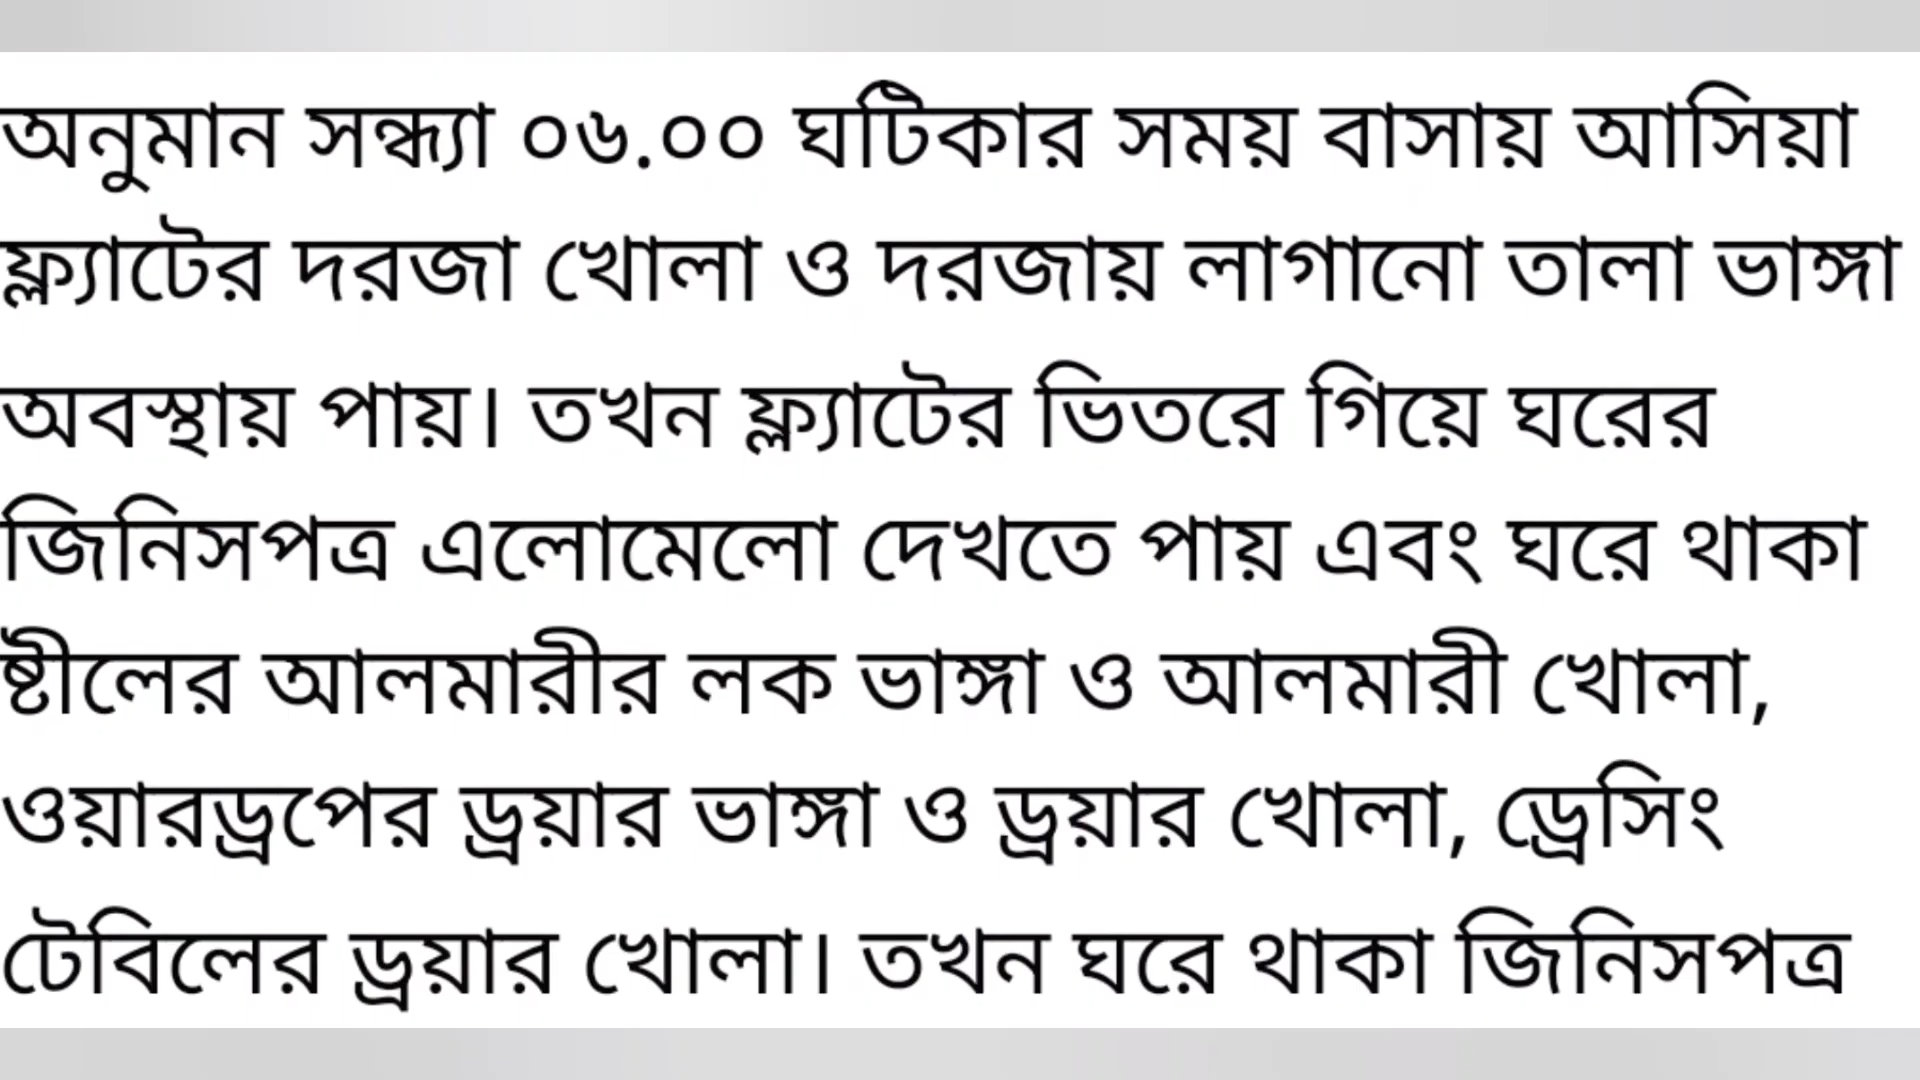 অনুমান সন্ধ্যা ০৬.০০ ঘটিকার সময় বাসায় আসিয়া
ফ্ল্যাটের দরজা খোলা ও দরজায় লাগানো তালা ভাঙ্গা
অবস্থায় পায়। তখন ফ্ল্যাটের ভিতরে গিয়ে ঘরের
জিনিসপত্র এলোমেলো দেখতে পায় এবং ঘরে থাকা
ষ্টীলের আলমারীর লক ভাঙ্গা ও আলমারী খোলা,
ওয়ারড্রপের ড্রয়ার ভাঙ্গা ও ড্রয়ার খোলা, ড্রেসিং
টেবিলের ড্রয়ার খোলা। তখন ঘরে থাকা জিনিসপত্র